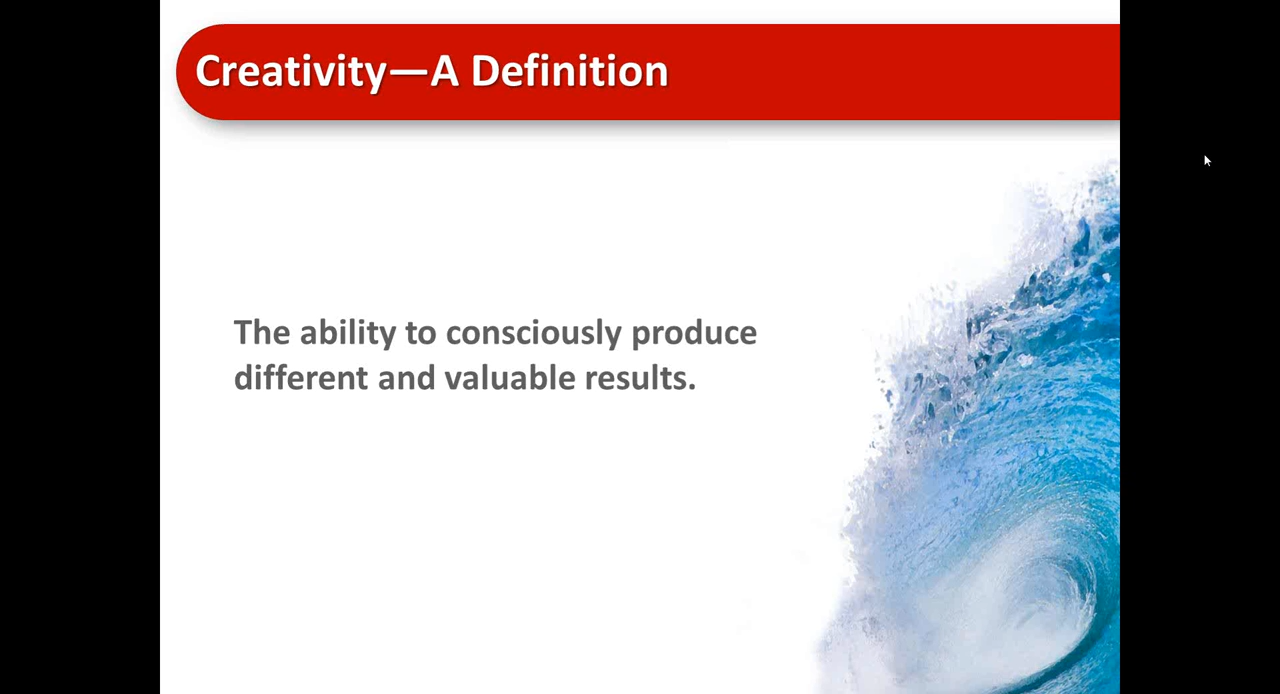 Creativity—A Definition
The ability to consciously produce
different and valuable results.